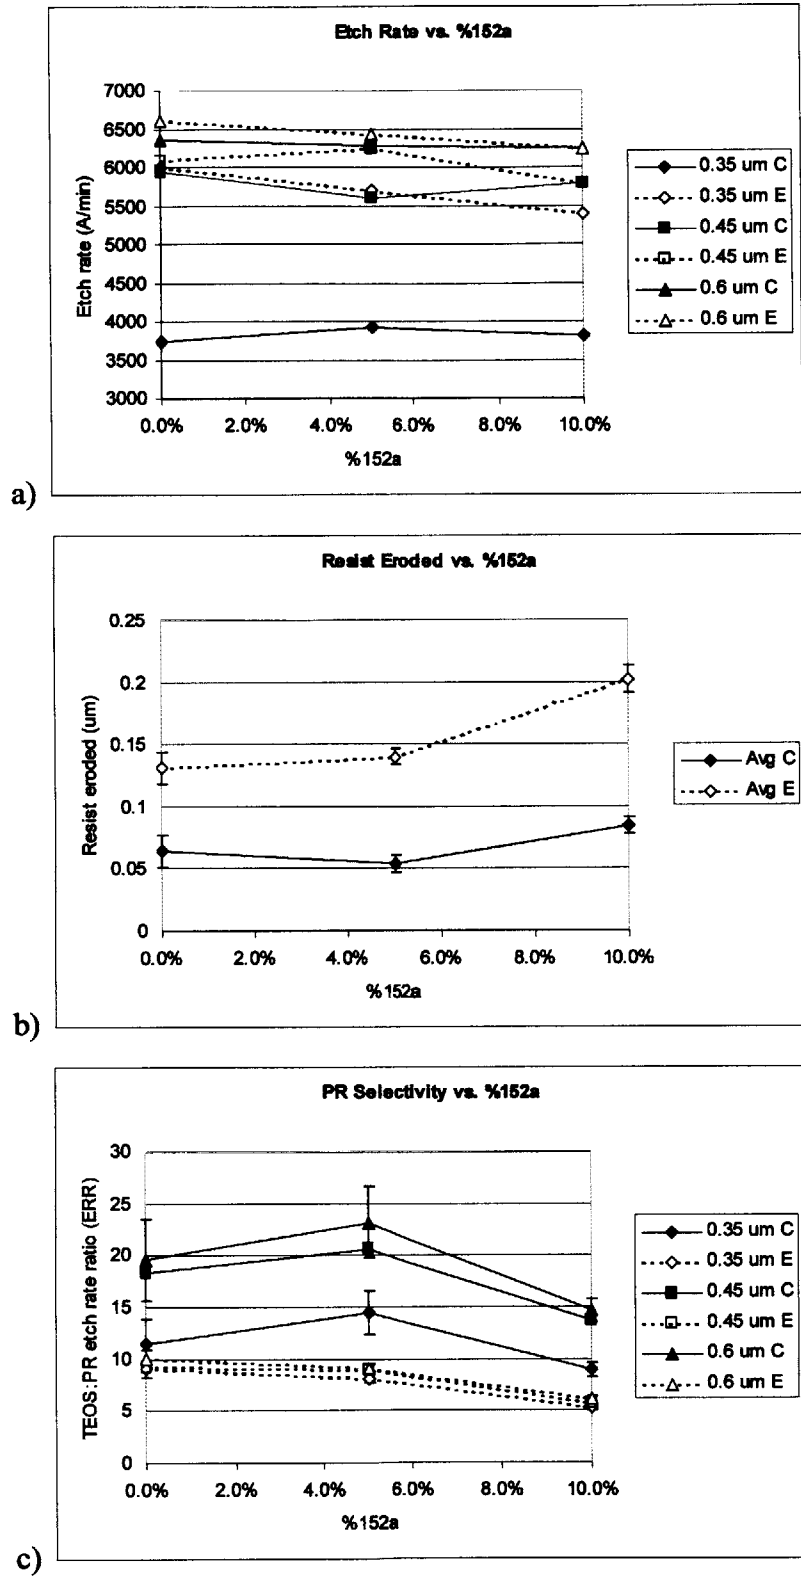 Etch Rate vs. %152a
Etch rate (A/min)
7000
6500
6000
5500
5000
4500
4000
3500
3000
0.0% 2.0% 4.0% 6.0% 8.0% 10.0%
%152a
0.35 um C
0.35 um E
0.45 um C
0.45 um E
0.6 um C
0.6 um E
a)
Resist Eroded vs. %152a
Resist eroded (um)
0.25
0.2
0.15
0.1
0.05
0
0.0% 2.0% 4.0% 6.0% 8.0% 10.0%
%152a
Avg C
Avg E
b)
PR Selectivity vs. %152a
TEOS:PR etch rate ratio (ERR)
30
25
20
15
10
5
0
0.0% 2.0% 4.0% 6.0% 8.0% 10.0%
%152a
0.35 um C
0.35 um E
0.45 um C
0.45 um E
0.6 um C
0.6 um E
c)